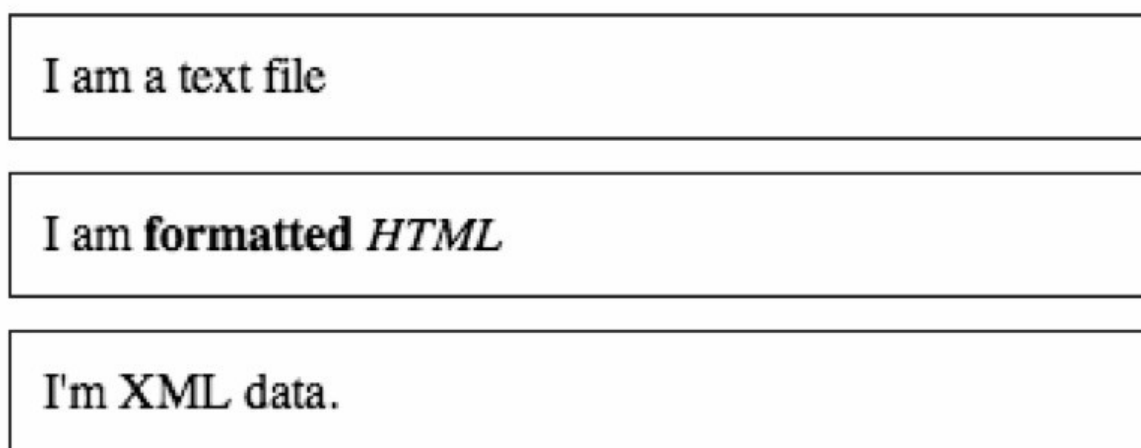 I am a text file
I am formatted HTML
I'm XML data.